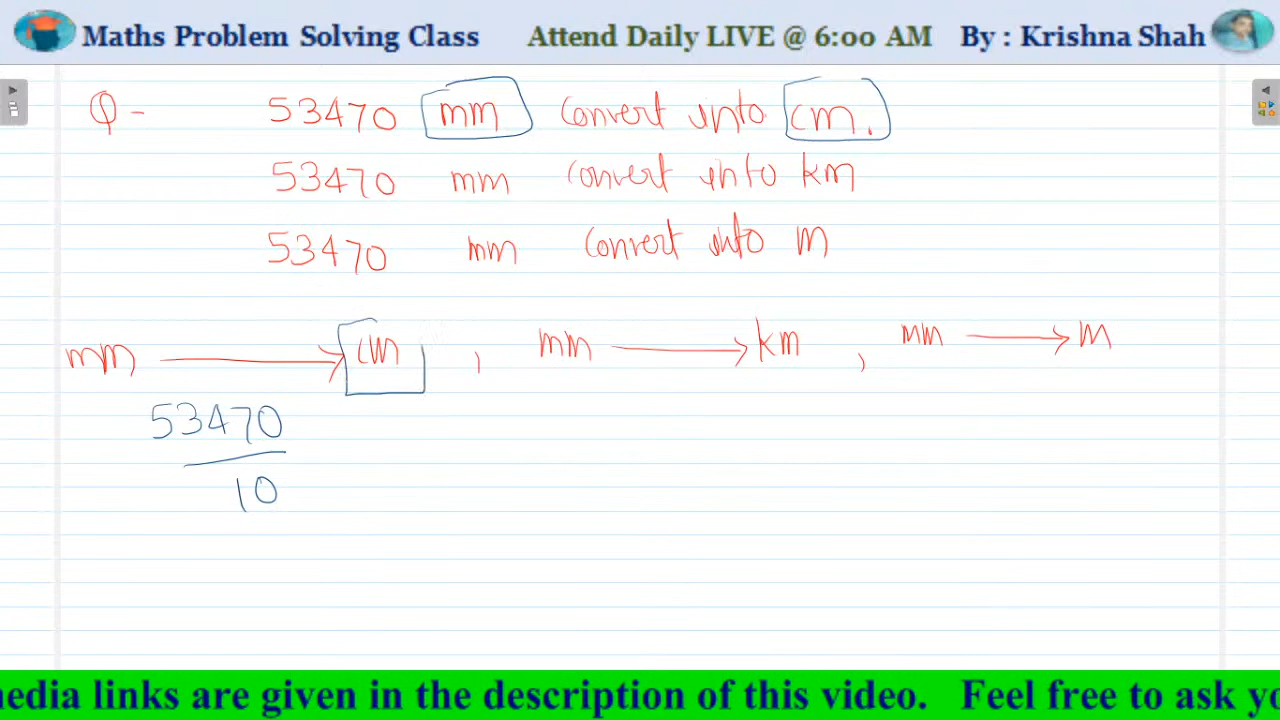 Maths Problem Solving Class Attend Daily LIVE @ 6:00 AM By : Krishna Shah
Q - 53470 mm convert into cm.
53470 mm convert into km
53470 mm convert into m
mm → cm , mm → km , mm → m
53470
10
media links are given in the description of this video. Feel free to ask yo